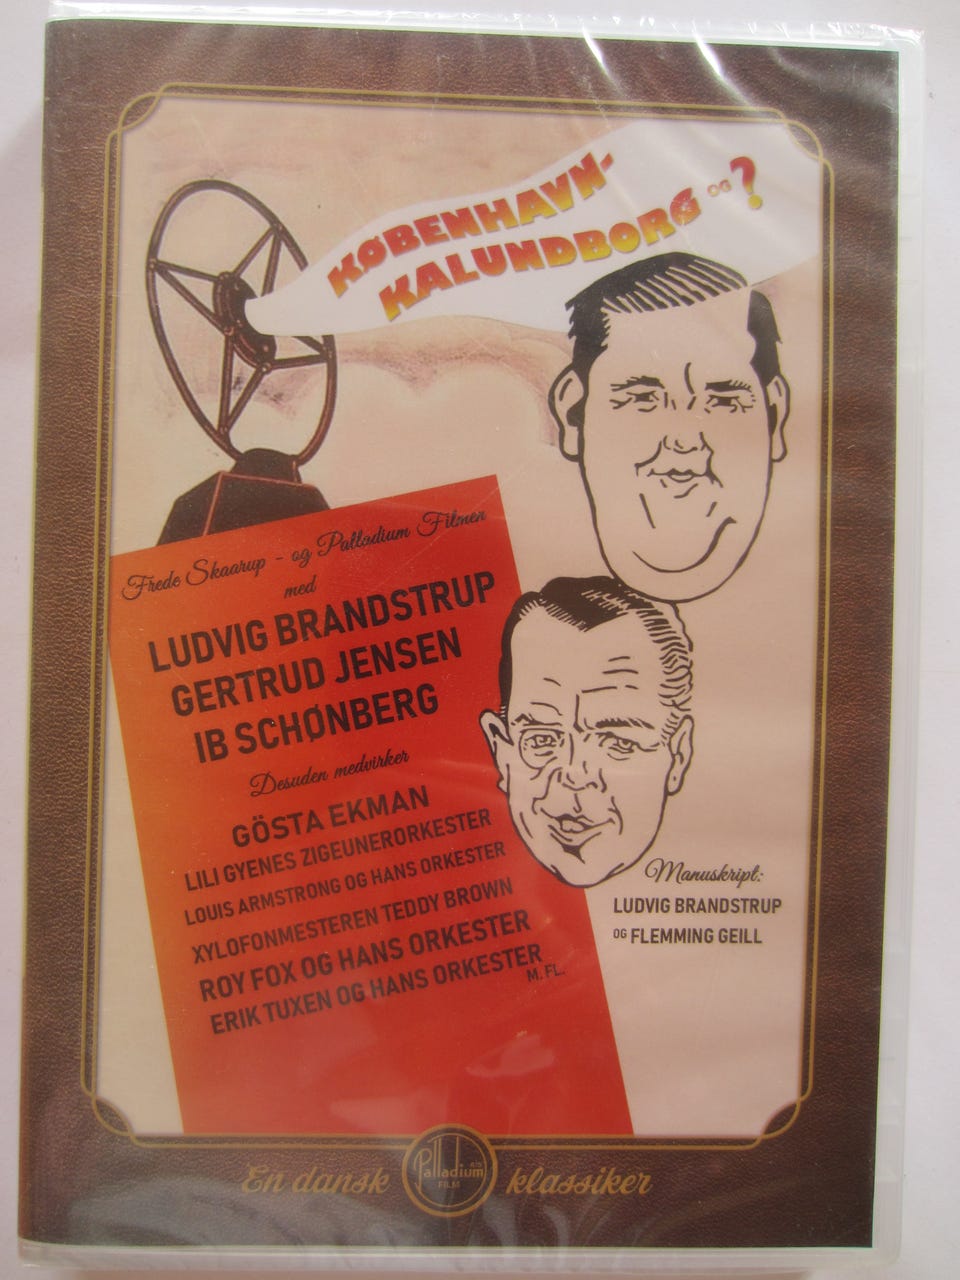 KØBENHAVN-
KALUNDBORG OG ?
Frede Skaarup - og Palladium Filmen
med
LUDVIG BRANDSTRUP
GERTRUD JENSEN
IB SCHØNBERG
Desuden medvirker
GÖSTA EKMAN
LILI GYENES ZIGEUNERORKESTER
LOUIS ARMSTRONG OG HANS ORKESTER
XYLOFONMESTEREN TEDDY BROWN
ROY FOX OG HANS ORKESTER
ERIK TUXEN OG HANS ORKESTER
M. FL.
Manuskript:
LUDVIG BRANDSTRUP
OG FLEMMING GEILL
En dansk Palladium A/S FILM klassiker